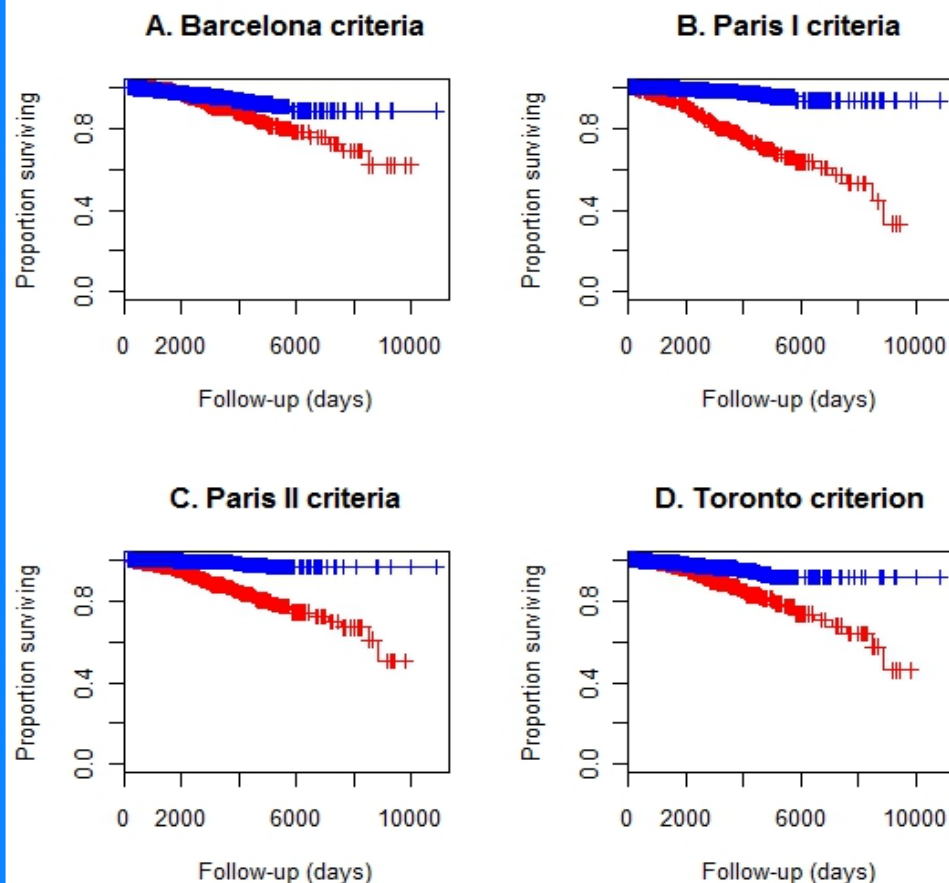 A. Barcelona criteria
Proportion surviving
0.0 0.4 0.8
0 2000 6000 10000
Follow-up (days)
B. Paris I criteria
Proportion surviving
0.0 0.4 0.8
0 2000 6000 10000
Follow-up (days)
C. Paris II criteria
Proportion surviving
0.0 0.4 0.8
0 2000 6000 10000
Follow-up (days)
D. Toronto criterion
Proportion surviving
0.0 0.4 0.8
0 2000 6000 10000
Follow-up (days)